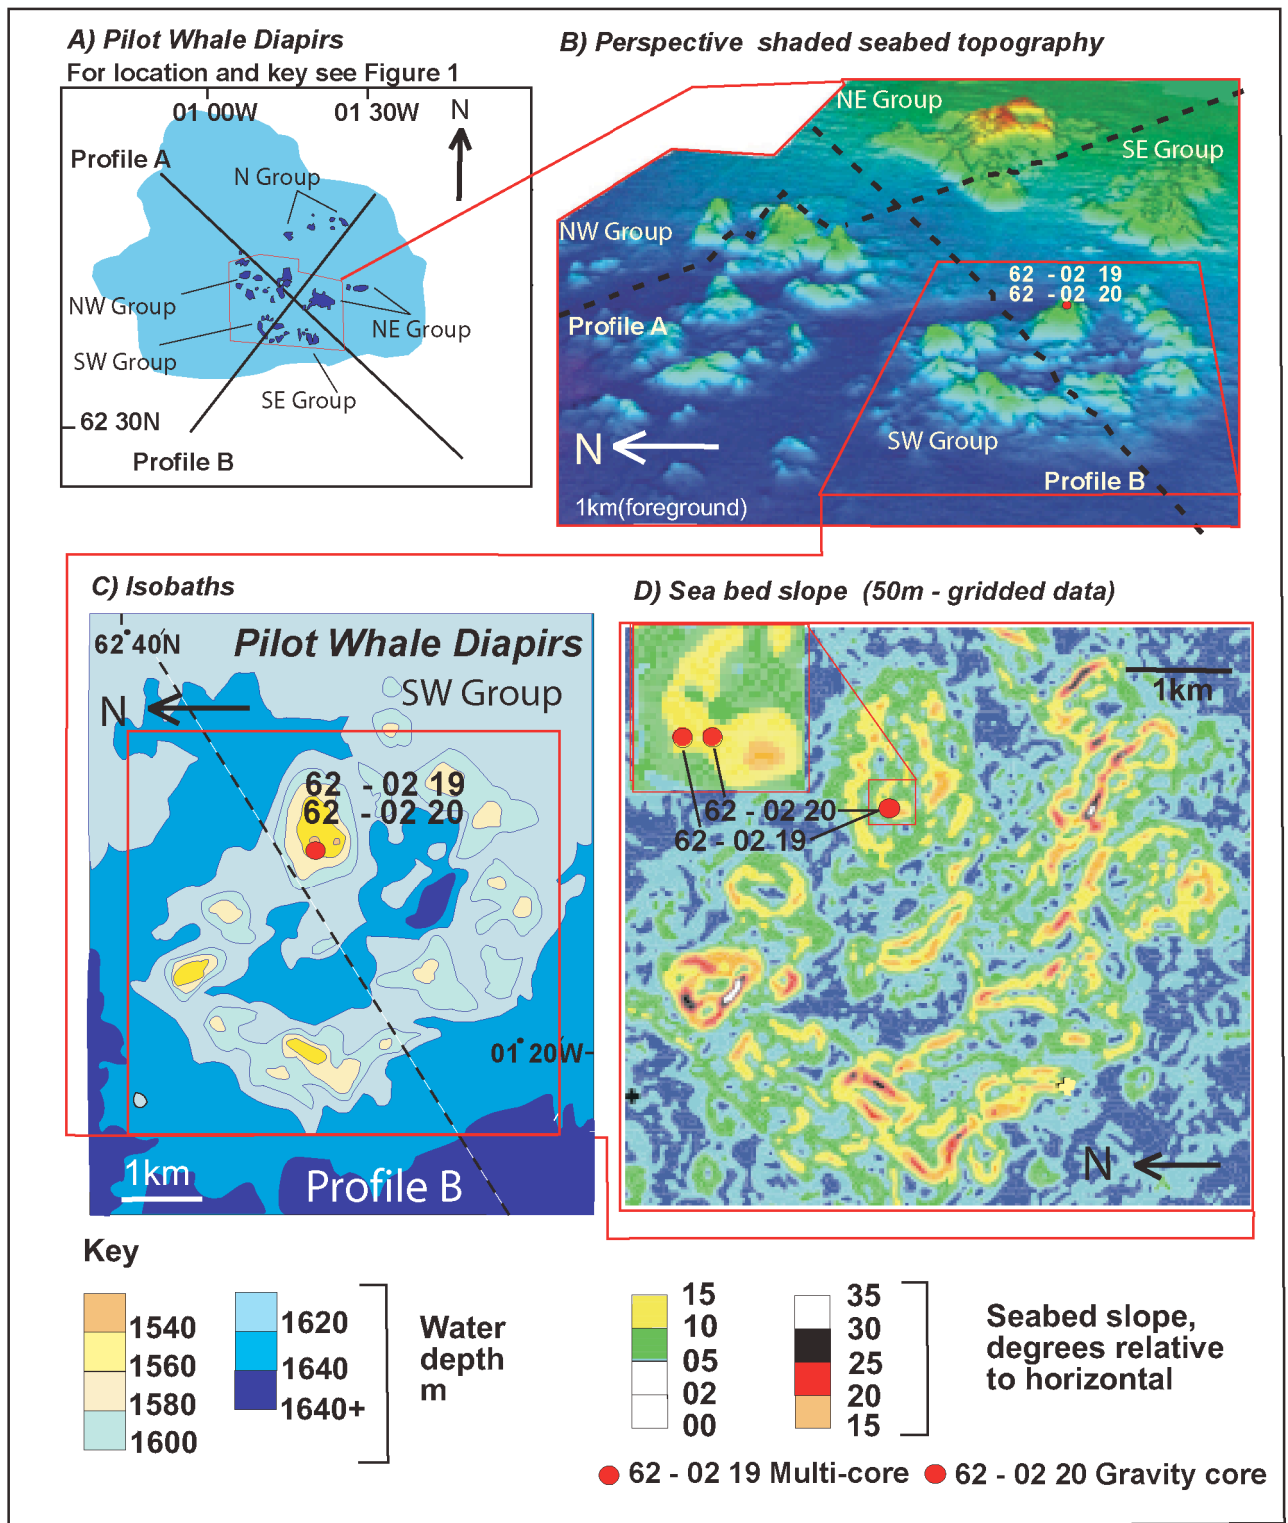 A) Pilot Whale Diapirs
For location and key see Figure 1
01 00W
01 30W
N
Profile A
N Group
NW Group
NE Group
SW Group
SE Group
62 30N
Profile B
B) Perspective shaded seabed topography
NE Group
SE Group
NW Group
62 - 02 19
62 - 02 20
Profile A
SW Group
N
Profile B
1km(foreground)
C) Isobaths
62° 40N
Pilot Whale Diapirs
SW Group
N
62 - 02 19
62 - 02 20
01° 20W
1km
Profile B
D) Sea bed slope (50m - gridded data)
1km
62 - 02 20
62 - 02 19
N
Key
1540
1560
1580
1600
1620
1640
1640+
Water
depth
m
15
10
05
02
00
35
30
25
20
15
Seabed slope,
degrees relative
to horizontal
62 - 02 19 Multi-core
62 - 02 20 Gravity core